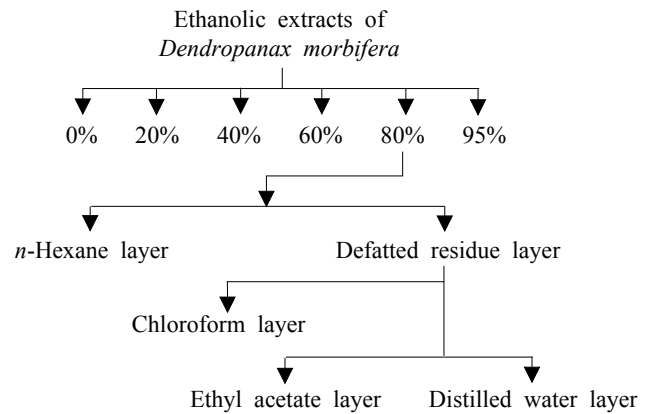 Ethanolic extracts of
Dendropanax morbifera
0% 20% 40% 60% 80% 95%
n-Hexane layer Defatted residue layer
Chloroform layer
Ethyl acetate layer Distilled water layer